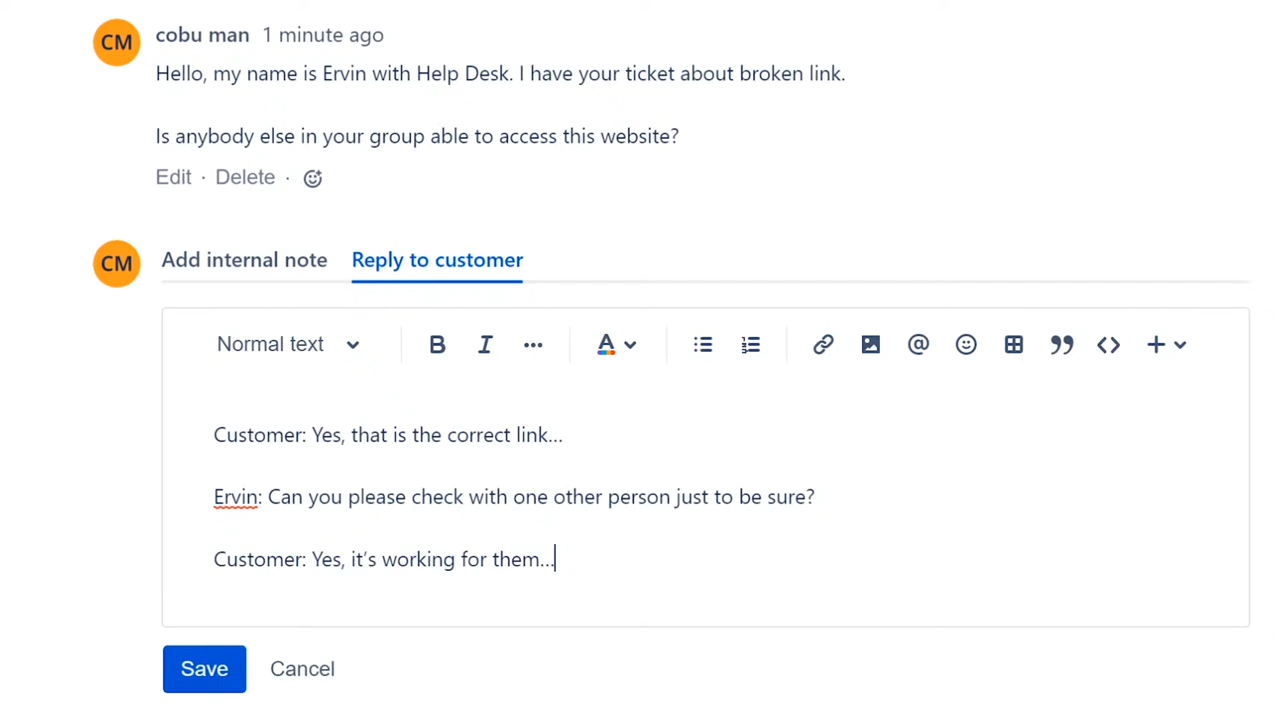 CM cobu man 1 minute ago
Hello, my name is Ervin with Help Desk. I have your ticket about broken link.
Is anybody else in your group able to access this website?
Edit · Delete ·
CM Add internal note Reply to customer
Normal text B I ... A @ <> +
Customer: Yes, that is the correct link...
Ervin: Can you please check with one other person just to be sure?
Customer: Yes, it's working for them...
Save Cancel